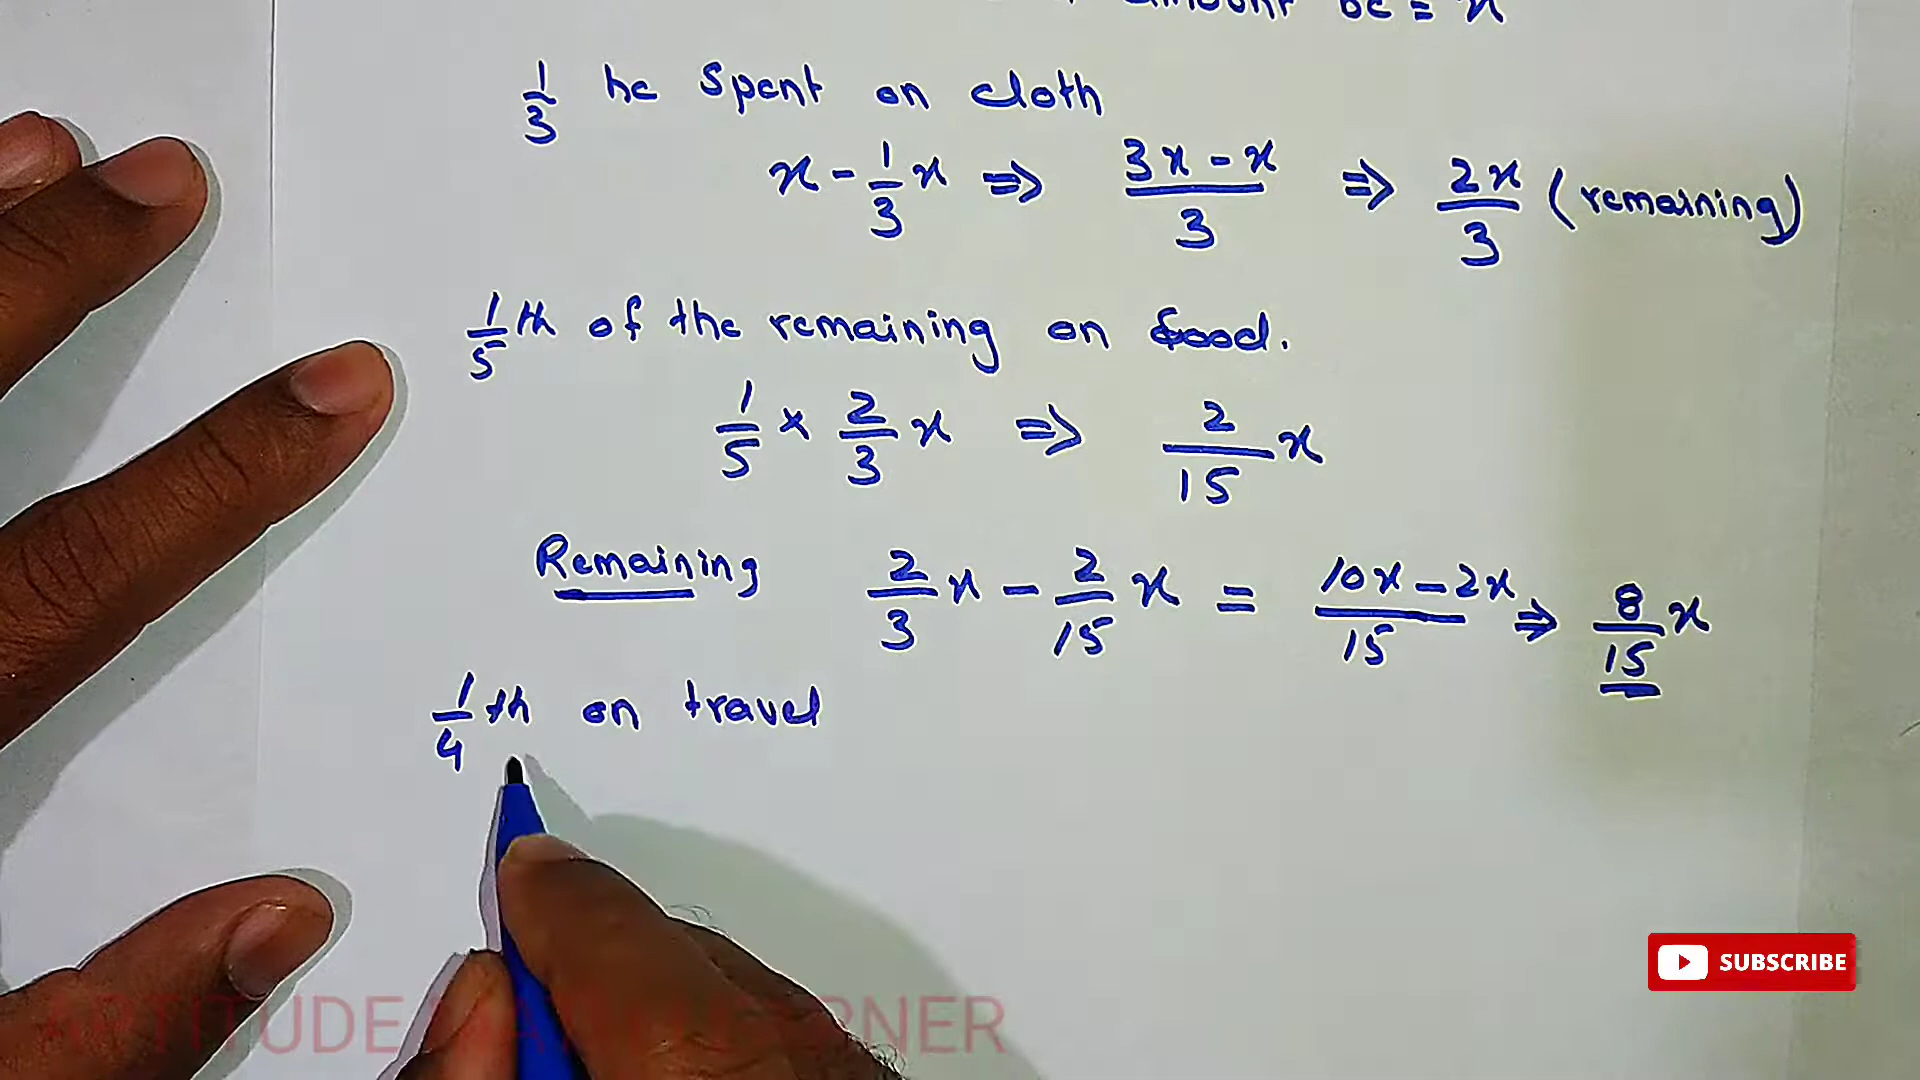 amount be = x
1/3 he spent on cloth
x - 1/3 x ⇒ 3x - x / 3 ⇒ 2x / 3 (remaining)
1/5 th of the remaining on food.
1/5 × 2/3 x ⇒ 2/15 x
Remaining 2/3 x - 2/15 x = 10x - 2x / 15 ⇒ 8/15 x
1/4 th on travel
SUBSCRIBE